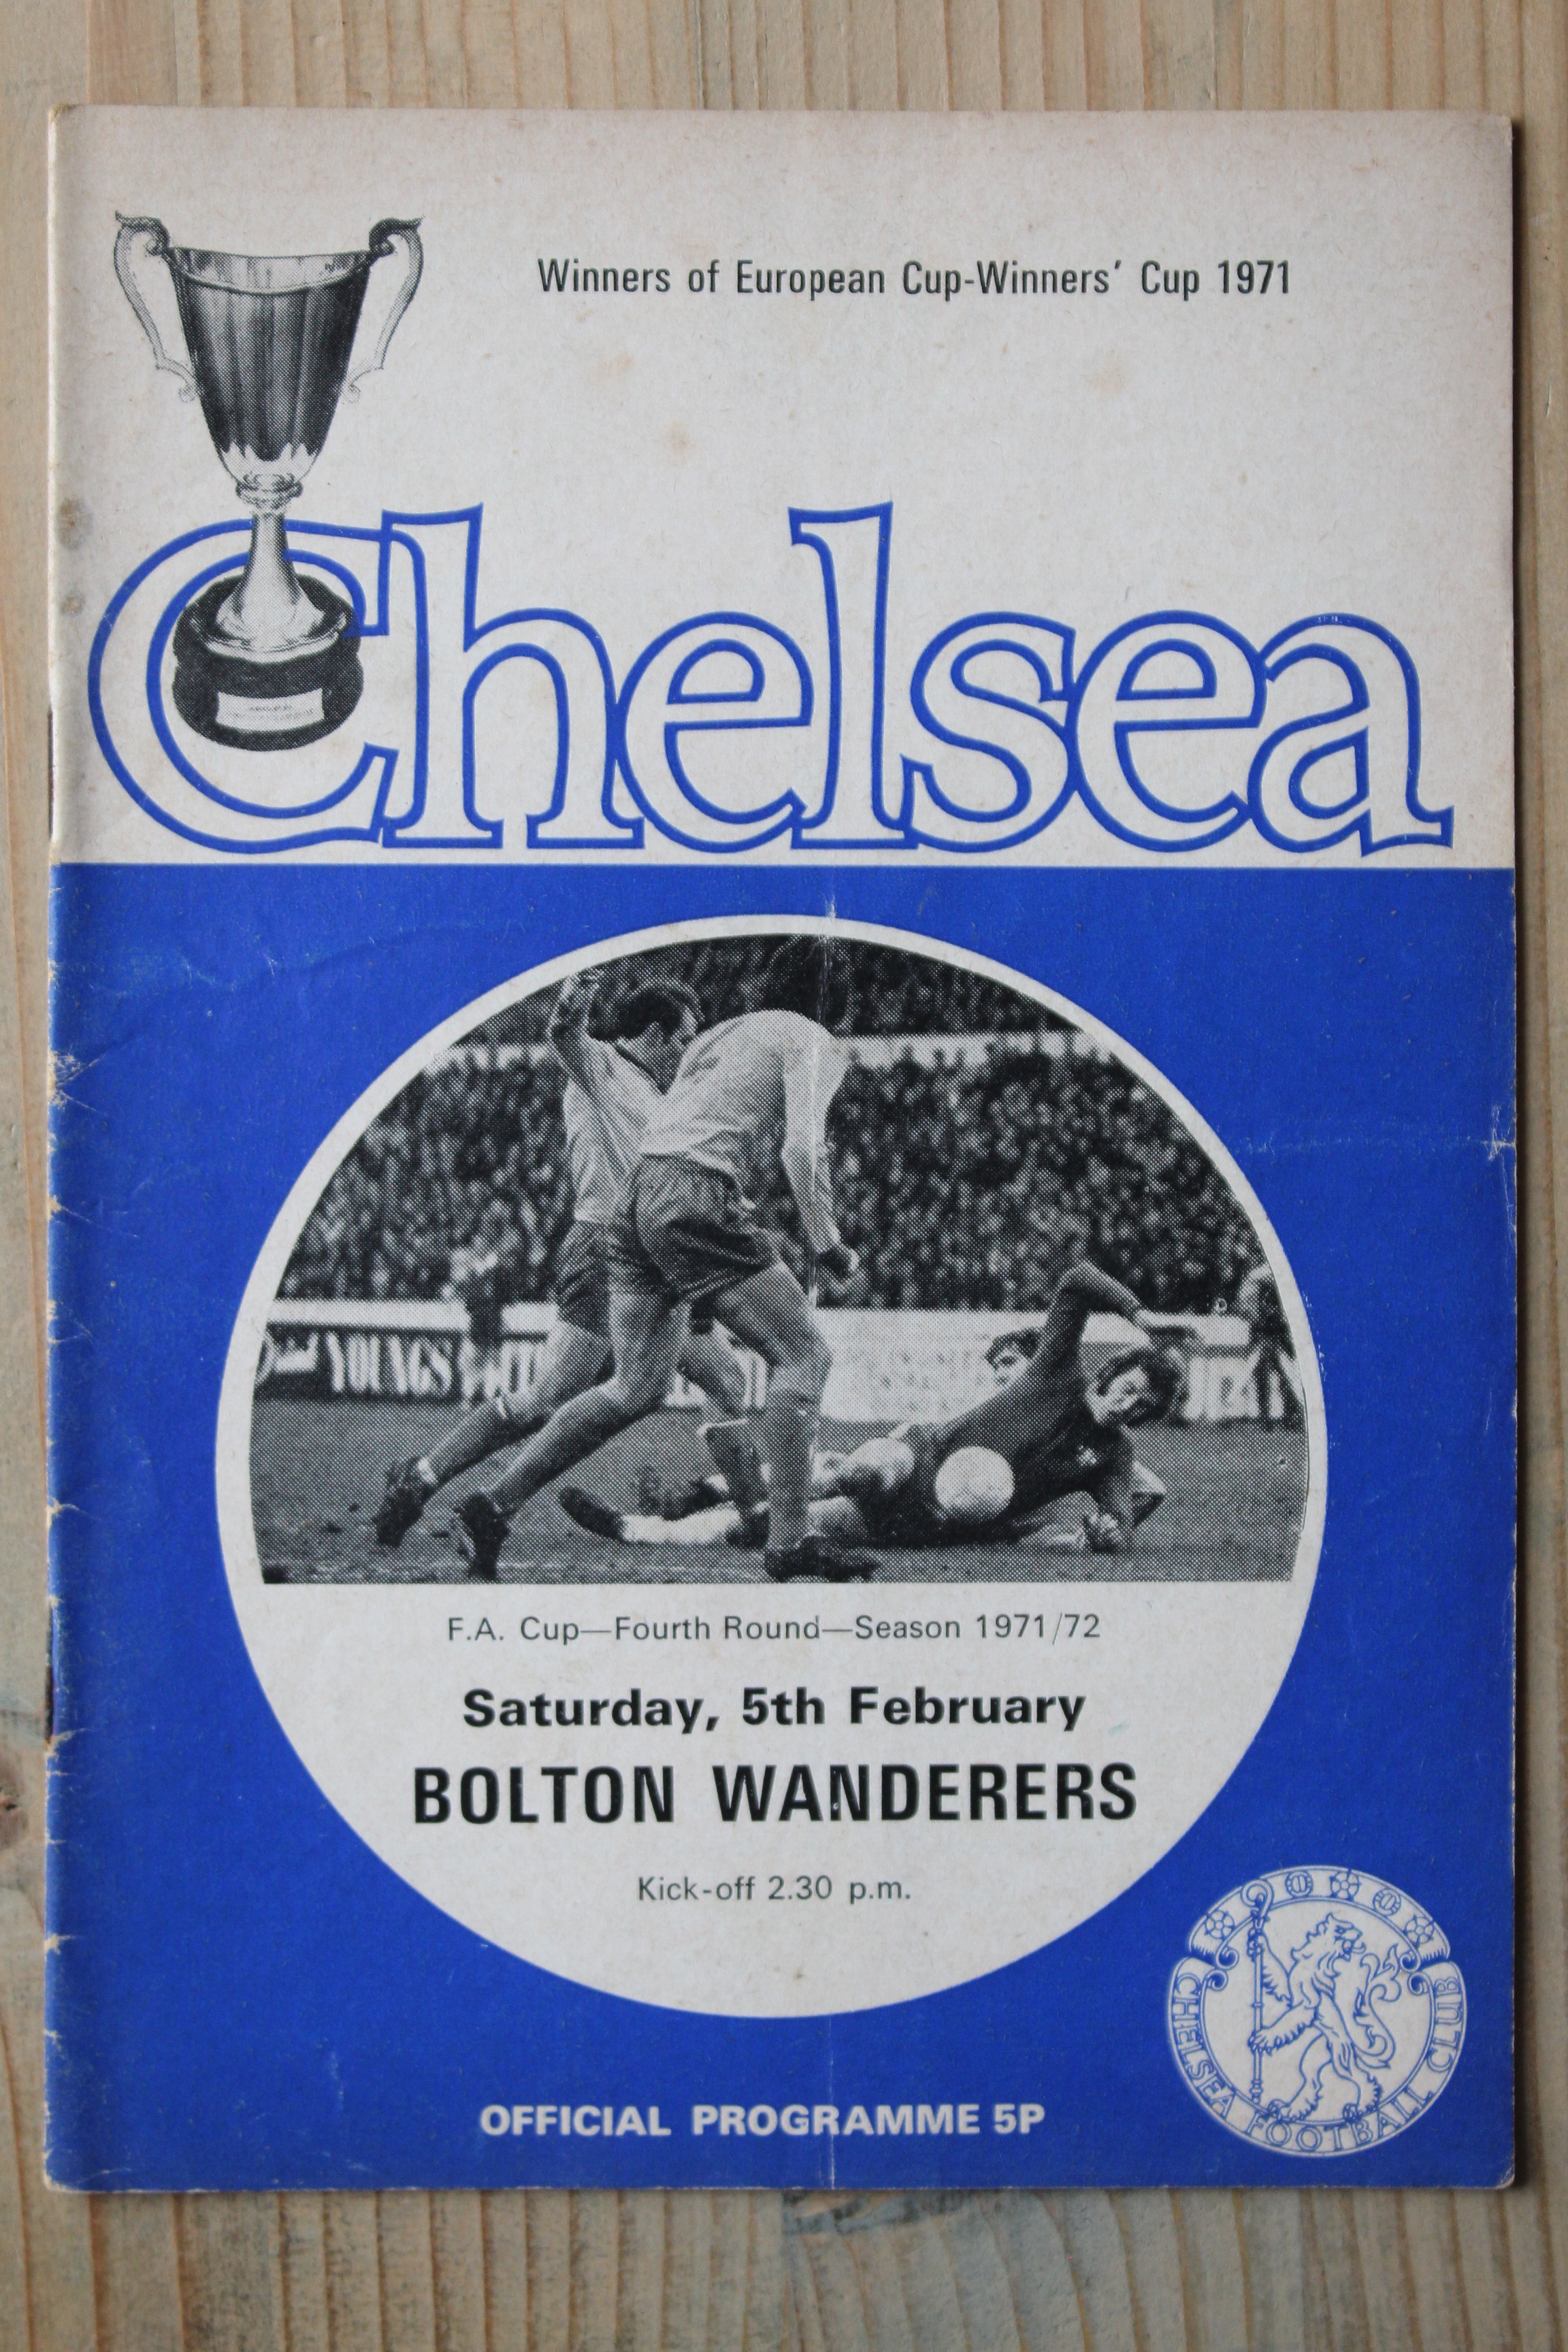 Winners of European Cup-Winners' Cup 1971
Chelsea
YOUNGS
F.A. Cup—Fourth Round—Season 1971/72
Saturday, 5th February
BOLTON WANDERERS
Kick-off 2.30 p.m.
CHELSEA FOOTBALL CLUB
OFFICIAL PROGRAMME 5P